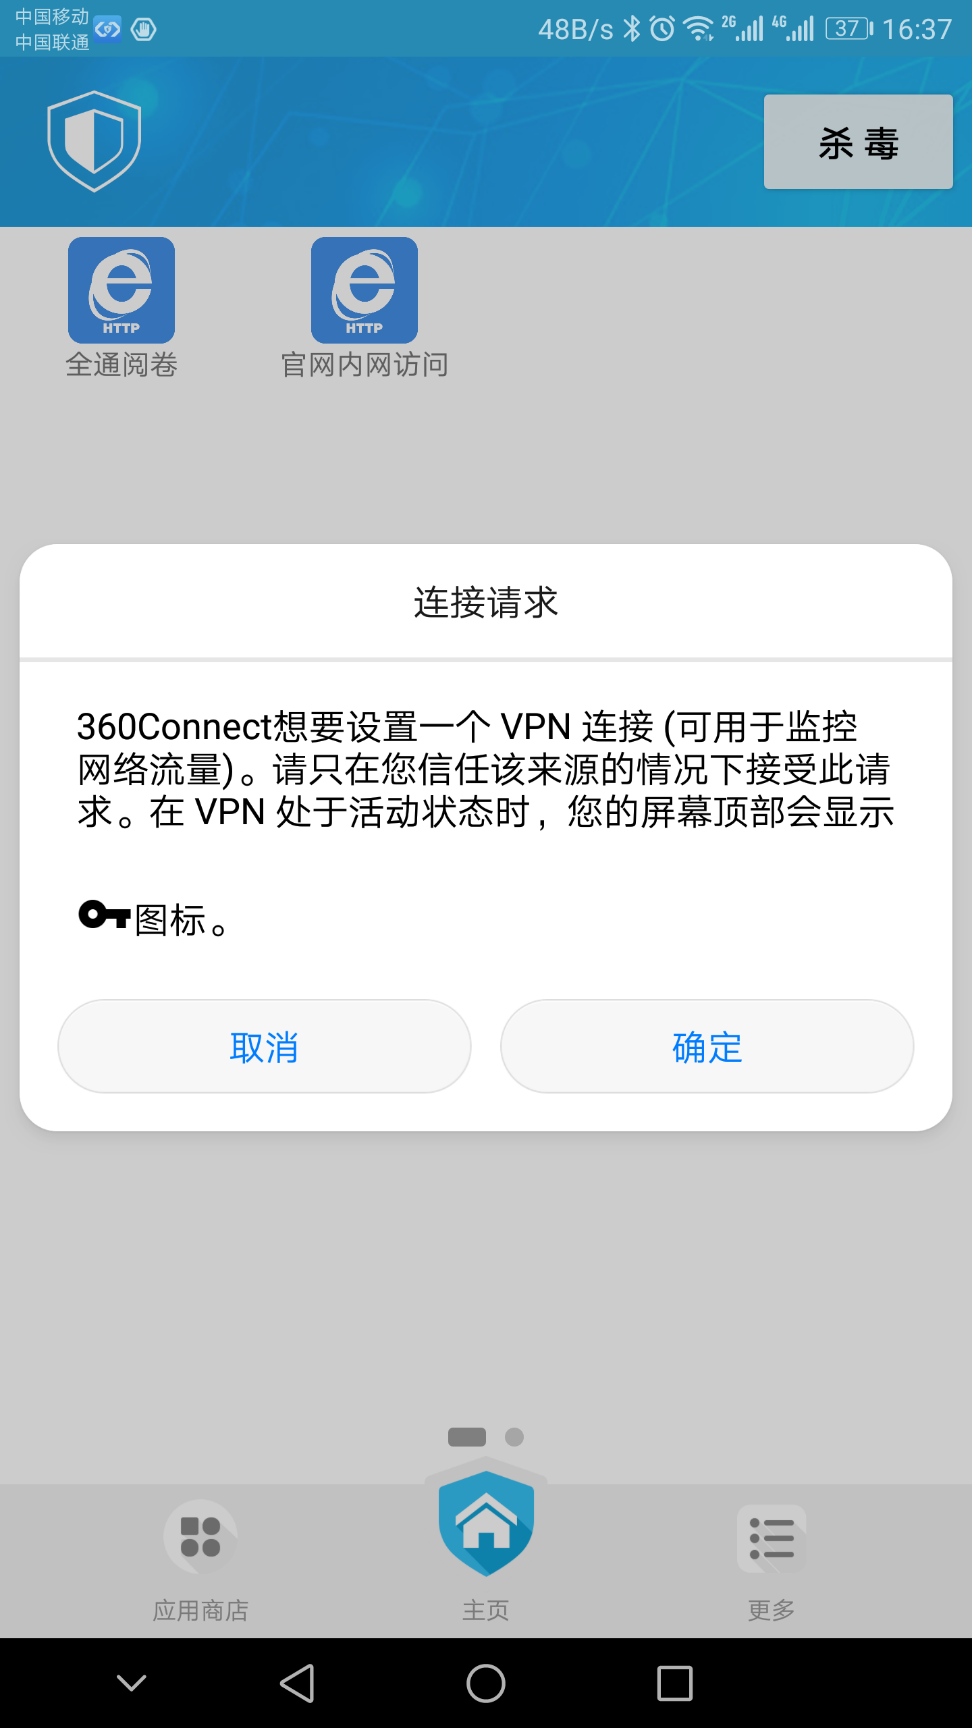 中国移动
中国联通
48B/s
2G
4G
37
16:37
杀毒
HTTP
HTTP
全通阅卷
官网内网访问
连接请求
360Connect想要设置一个 VPN 连接 (可用于监控
网络流量)。请只在您信任该来源的情况下接受此请
求。在 VPN 处于活动状态时，您的屏幕顶部会显示
图标。
取消
确定
应用商店
主页
更多